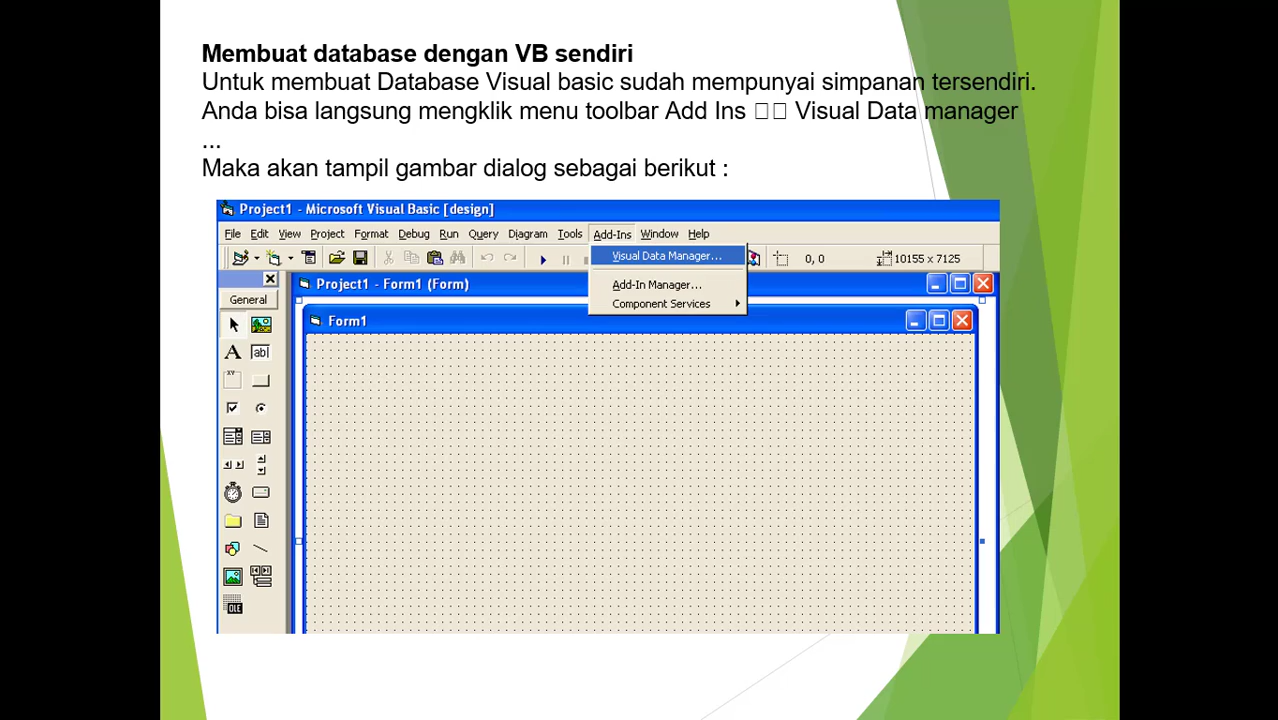 Membuat database dengan VB sendiri
Untuk membuat Database Visual basic sudah mempunyai simpanan tersendiri.
Anda bisa langsung mengklik menu toolbar Add Ins □□ Visual Data manager
...
Maka akan tampil gambar dialog sebagai berikut :
Project1 - Microsoft Visual Basic [design]
File Edit View Project Format Debug Run Query Diagram Tools Add-Ins Window Help
Visual Data Manager...
Add-In Manager...
Component Services
0, 0
10155 x 7125
General
Project1 - Form1 (Form)
Form1
A
ab
XY
OLE